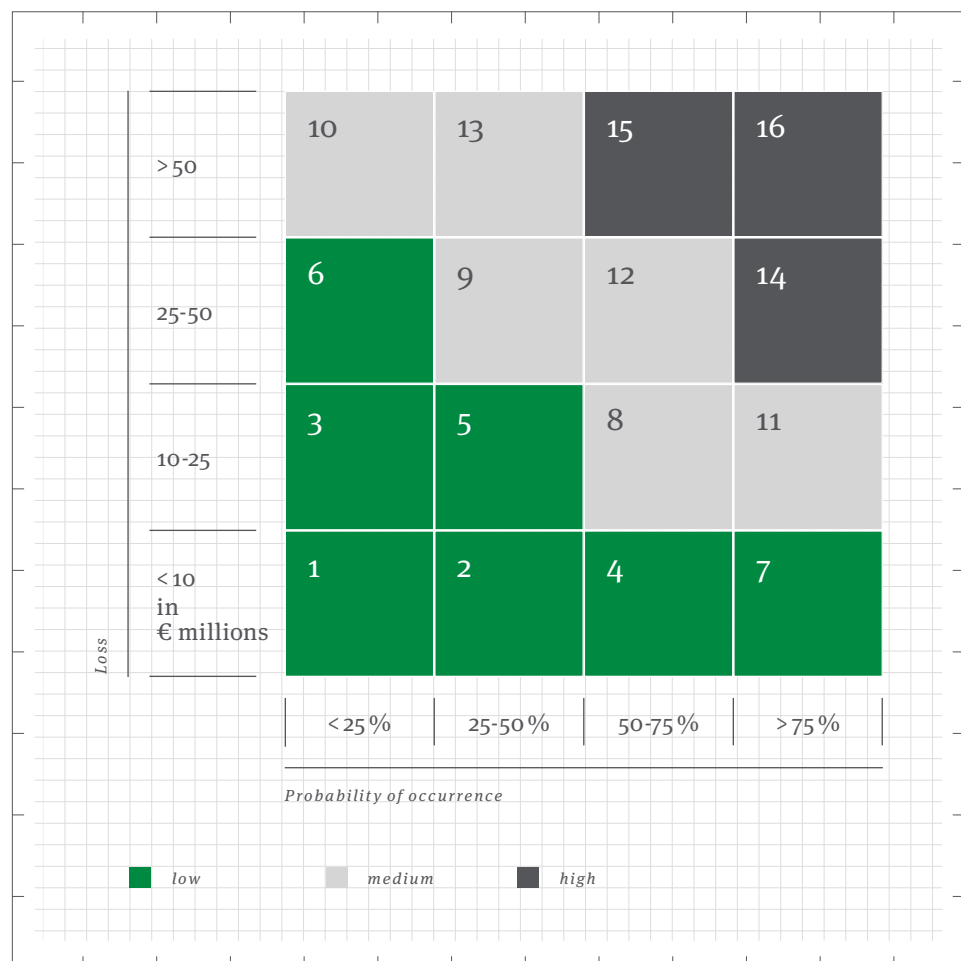 10 13 15 16
>50
6 9 12 14
25-50
3 5 8 11
10-25
1 2 4 7
<10
in
€ millions
Loss
<25% 25-50% 50-75% >75%
Probability of occurrence
low medium high